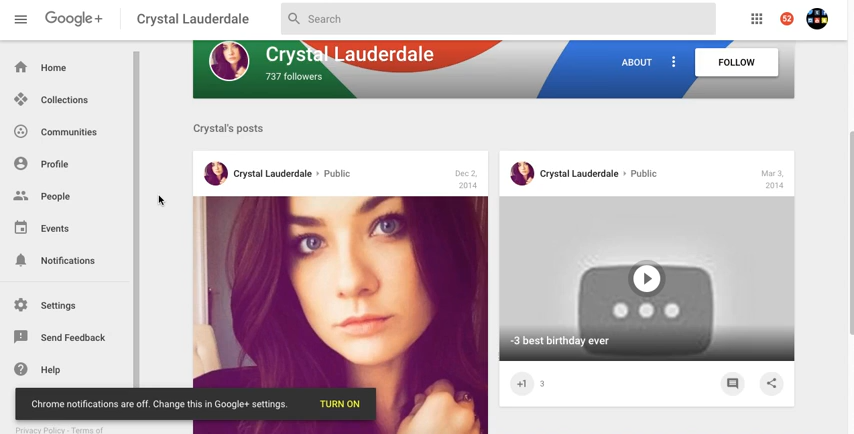 Google+
Crystal Lauderdale
Search
52
Home
Collections
Communities
Profile
People
Events
Notifications
Settings
Send Feedback
Help
Privacy Policy - Terms of
Crystal Lauderdale
737 followers
ABOUT
FOLLOW
Crystal's posts
Crystal Lauderdale
Public
Dec 2,
2014
Crystal Lauderdale
Public
Mar 3,
2014
-3 best birthday ever
+1
3
Chrome notifications are off. Change this in Google+ settings.
TURN ON